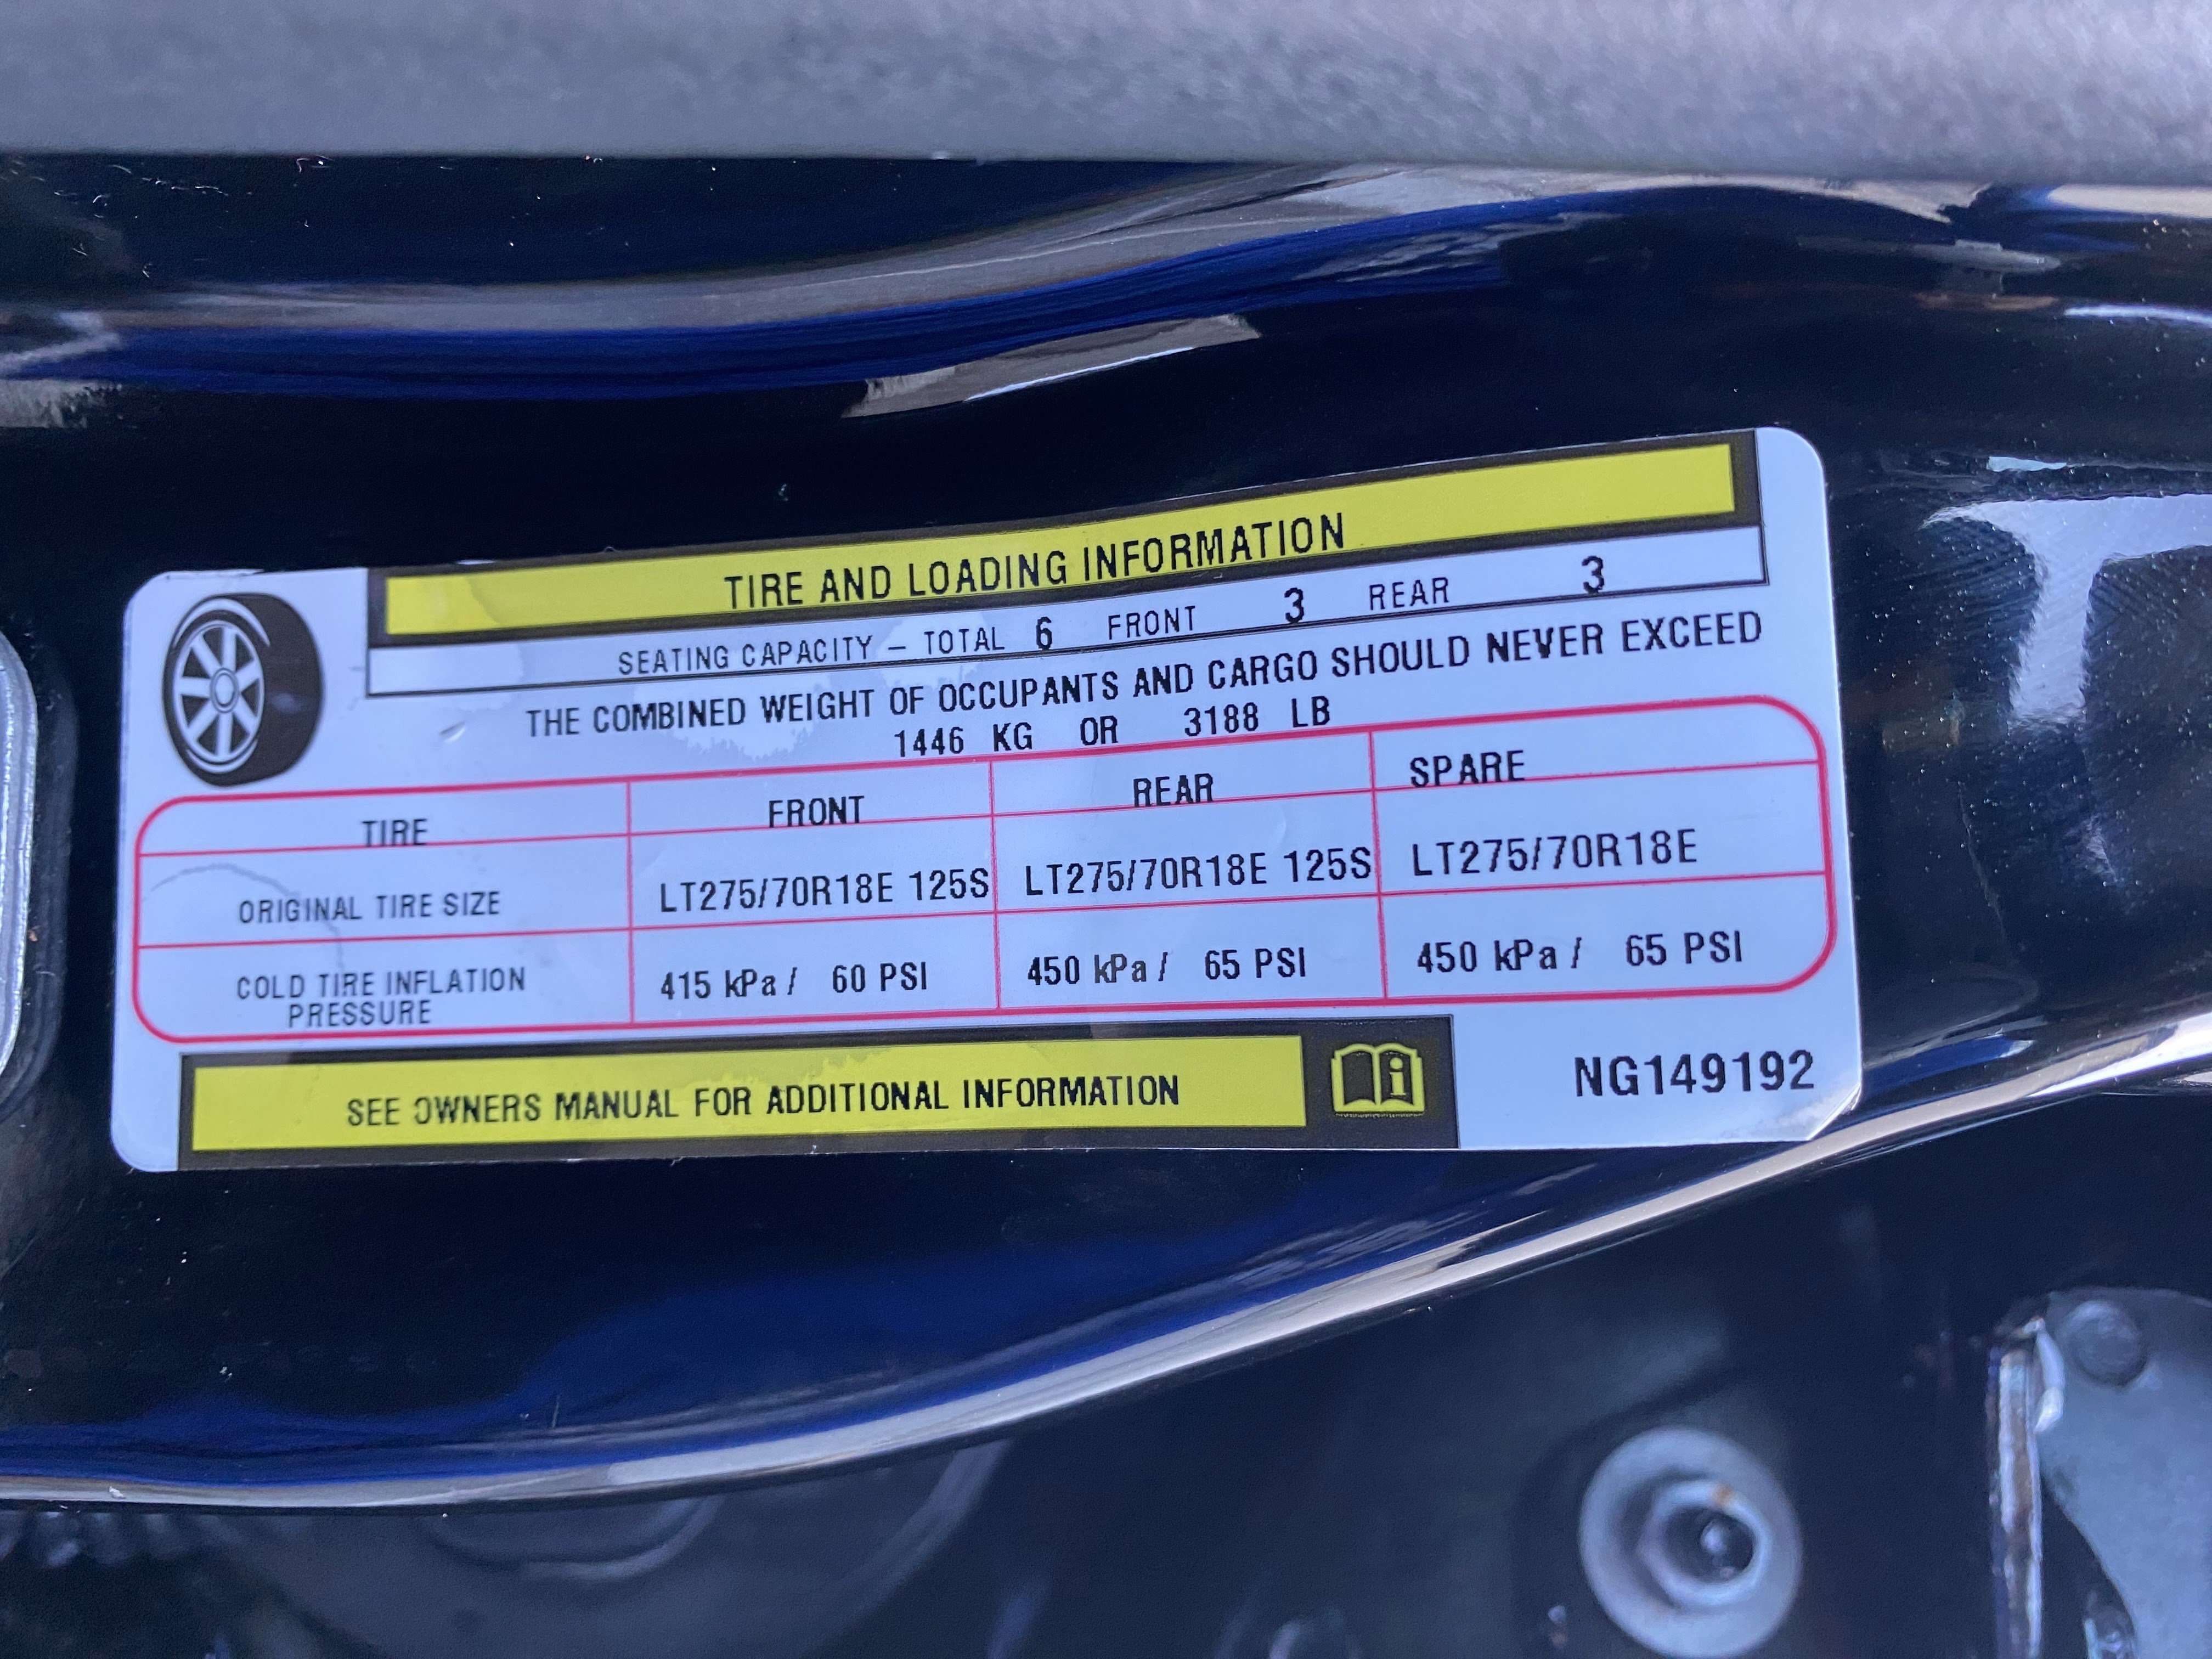 TIRE AND LOADING INFORMATION
SEATING CAPACITY – TOTAL 6 FRONT 3 REAR 3
THE COMBINED WEIGHT OF OCCUPANTS AND CARGO SHOULD NEVER EXCEED
1446 KG OR 3188 LB
TIRE FRONT REAR SPARE
ORIGINAL TIRE SIZE LT275/70R18E 125S LT275/70R18E 125S LT275/70R18E
COLD TIRE INFLATION PRESSURE 415 kPa / 60 PSI 450 kPa / 65 PSI 450 kPa / 65 PSI
SEE OWNERS MANUAL FOR ADDITIONAL INFORMATION
NG149192